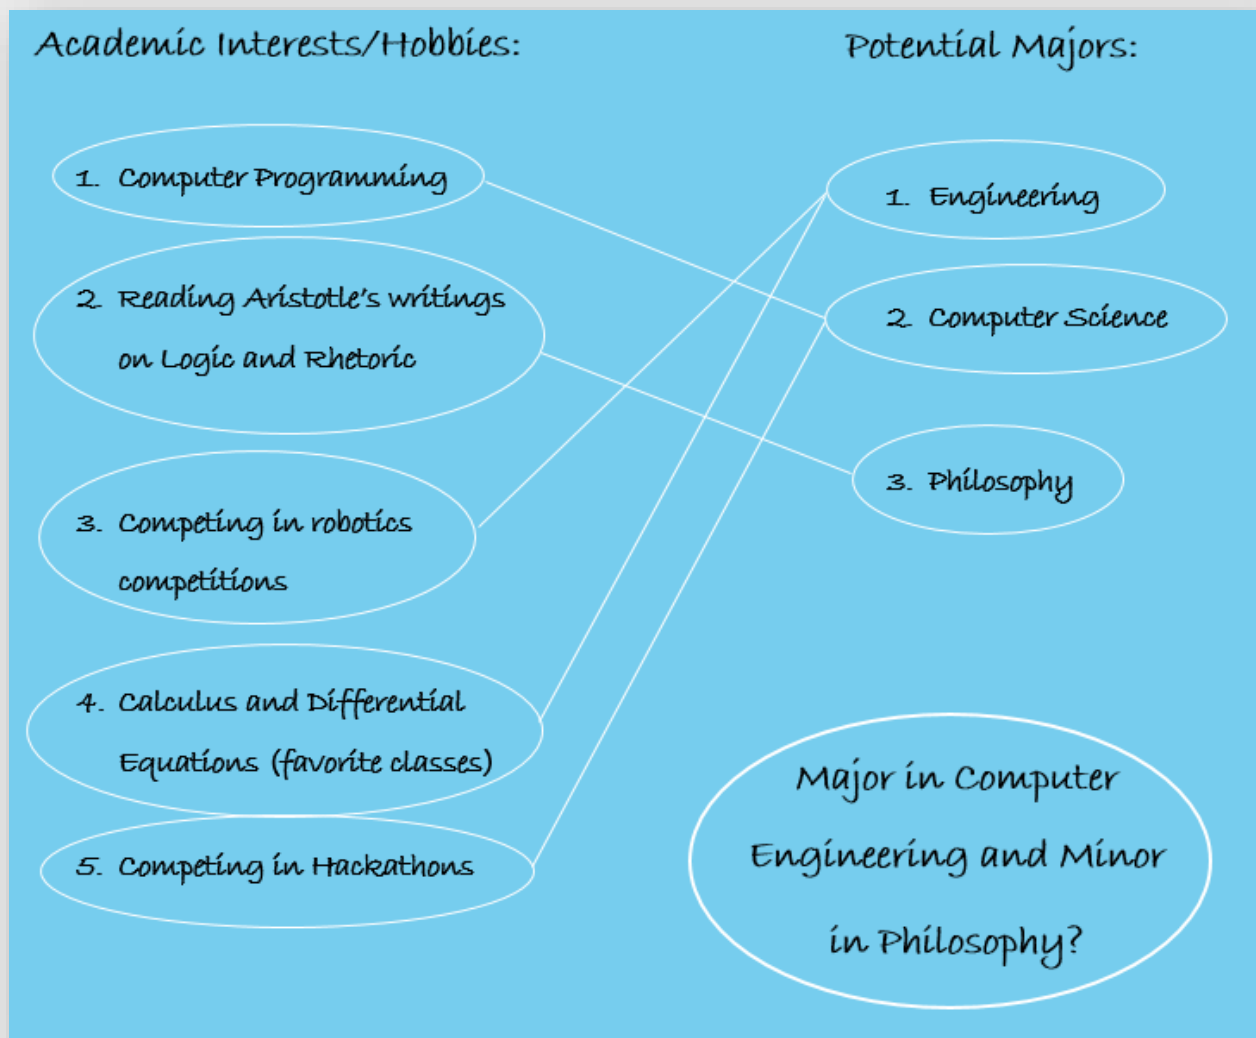 Academic Interests/Hobbies:
1. Computer Programming
2. Reading Aristotle's writings
on Logic and Rhetoric
3. Competing in robotics
competitions
4. Calculus and Differential
Equations (favorite classes)
5. Competing in Hackathons
Potential Majors:
1. Engineering
2. Computer Science
3. Philosophy
Major in Computer
Engineering and Minor
in Philosophy?